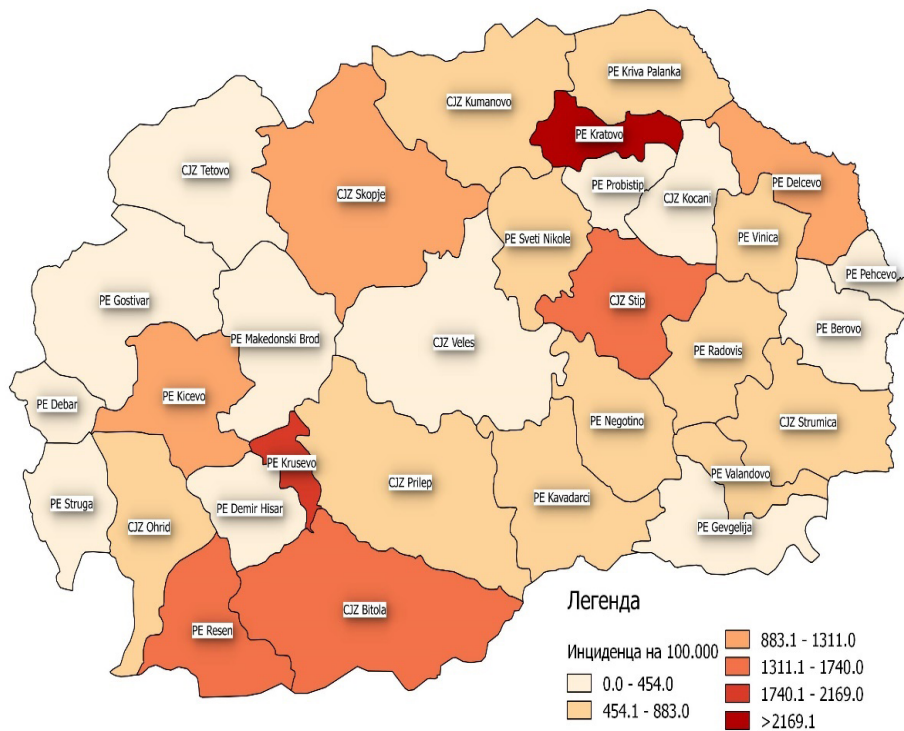 PE Kriva Palanka
CJZ Kumanovo
PE Kratovo
CJZ Tetovo
PE Probistip
PE Delcevo
CJZ Skopje
CJZ Kocani
PE Sveti Nikole
PE Vinica
PE Pehcevo
PE Gostivar
CJZ Stip
PE Berovo
PE Makedonski Brod
CJZ Veles
PE Radovis
PE Kicevo
PE Debar
PE Negotino
CJZ Strumica
PE Krusevo
PE Valandovo
CJZ Prilep
PE Struga
PE Kavadarci
PE Demir Hisar
CJZ Ohrid
PE Gevgelija
CJZ Bitola
PE Resen
Легенда
Инциденца на 100.000
0.0 - 454.0
454.1 - 883.0
883.1 - 1311.0
1311.1 - 1740.0
1740.1 - 2169.0
>2169.1